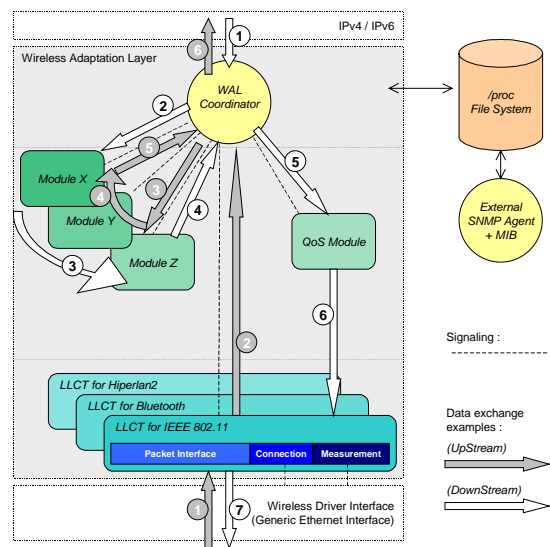 IPv4 / IPv6
6
1
Wireless Adaptation Layer
WAL
Coordinator
/proc
File System
2
5
5
Module X
3
4
4
Module Y
External
SNMP Agent
+ MIB
QoS Module
3
Module Z
6
Signaling :
2
LLCT for Hiperlan2
LLCT for Bluetooth
LLCT for IEEE 802.11
Data exchange
examples :
(UpStream)
Packet Interface
Connection
Measurement
(DownStream)
1
7
Wireless Driver Interface
(Generic Ethernet Interface)